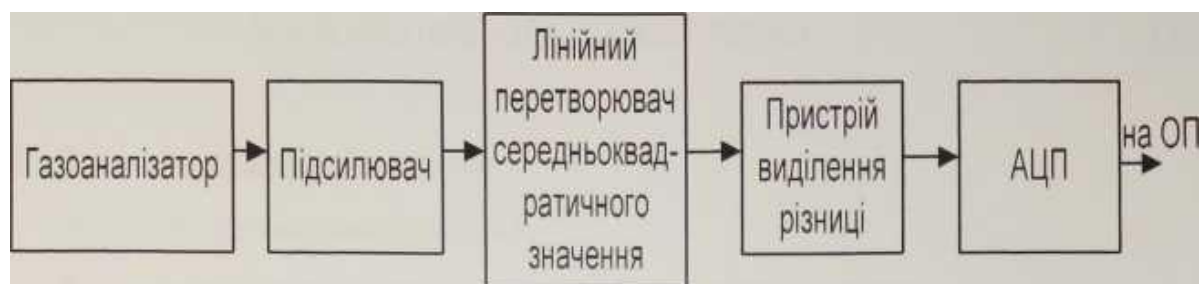 Газоаналізатор
Підсилювач
Лінійний
перетворювач
середньоквад-
ратичного
значення
Пристрій
виділення
різниці
АЦП
на ОП